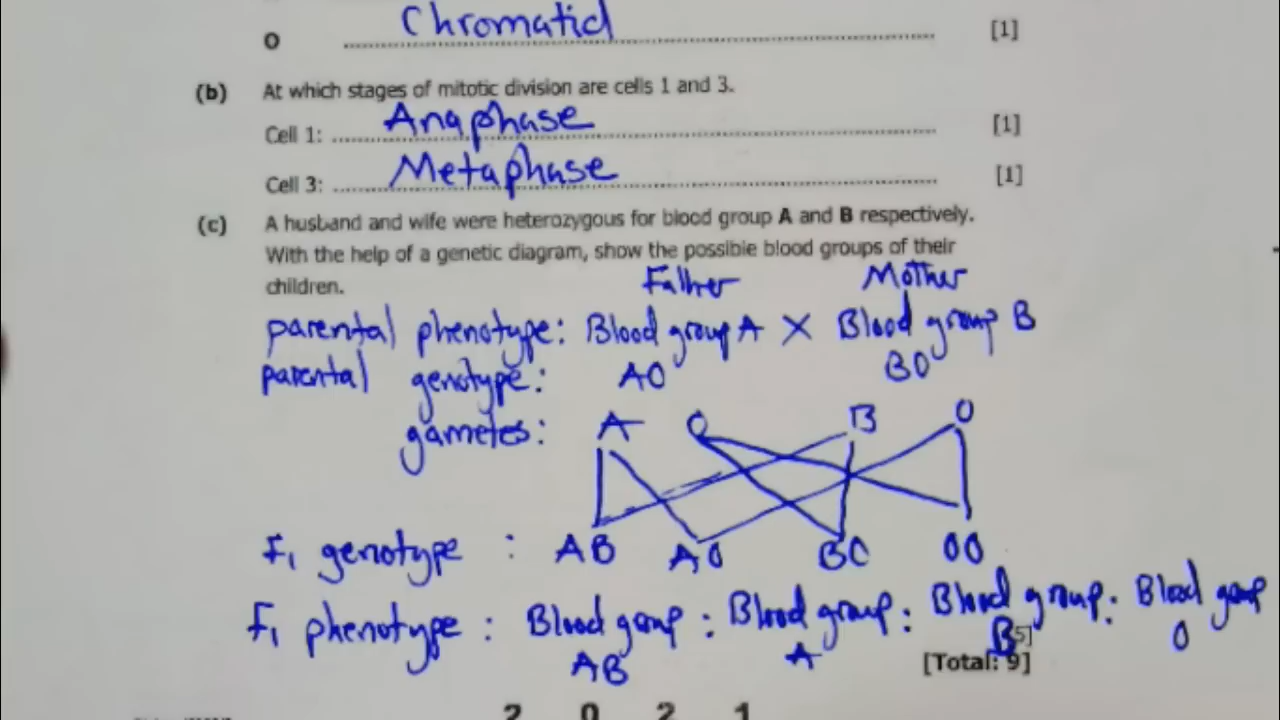 Chromatid
O ........................ [1]
(b) At which stages of mitotic division are cells 1 and 3.
Cell 1: Anaphase [1]
Cell 3: Metaphase [1]
(c) A husband and wife were heterozygous for blood group A and B respectively.
With the help of a genetic diagram, show the possible blood groups of their
children.
Father Mother
parental phenotype: Blood group A X Blood group B
parental genotype: AO BO
gametes: A O B O
F1 genotype : AB AO BO OO
F1 phenotype : Blood group : Blood group : Blood group : Blood group
AB A B 5] O
[Total: 9]
2 0 2 1